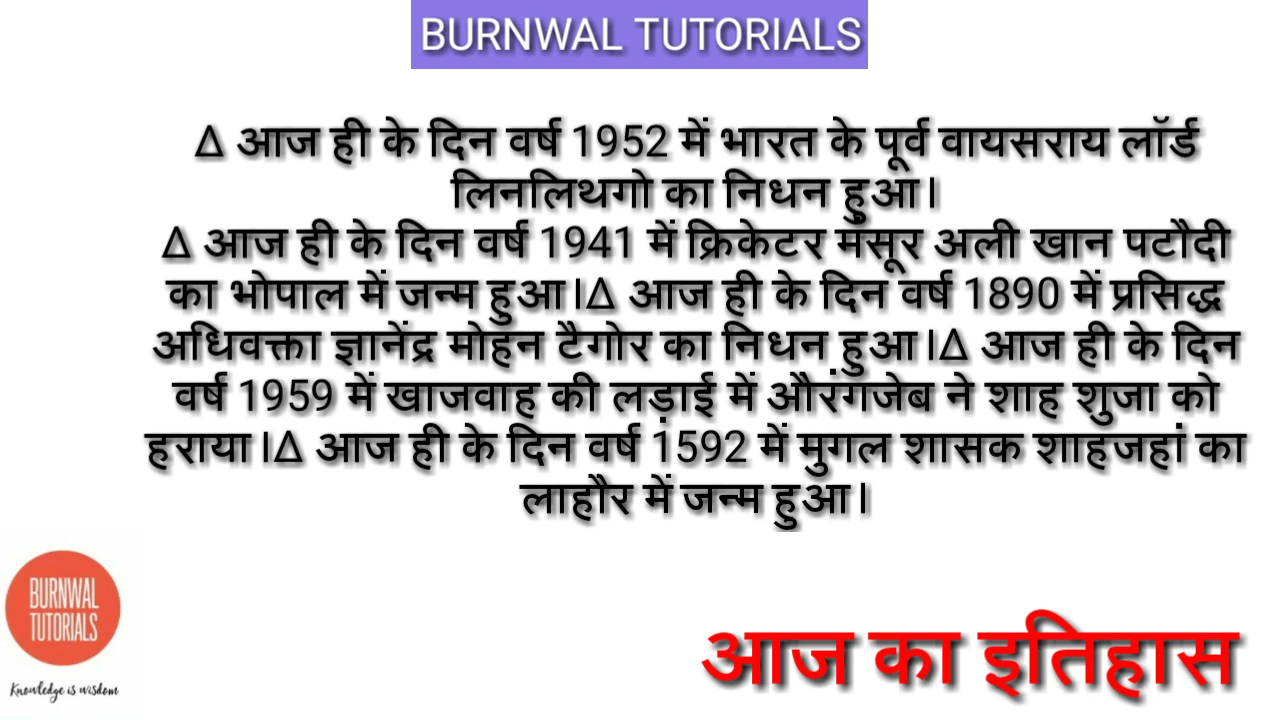 BURNWAL TUTORIALS
∆ आज ही के दिन वर्ष 1952 में भारत के पूर्व वायसराय लॉर्ड
लिनलिथगो का निधन हुआ।
∆ आज ही के दिन वर्ष 1941 में क्रिकेटर मंसूर अली खान पटौदी
का भोपाल में जन्म हुआ।∆ आज ही के दिन वर्ष 1890 में प्रसिद्ध
अधिवक्ता ज्ञानेंद्र मोहन टैगोर का निधन हुआ।∆ आज ही के दिन
वर्ष 1959 में खाजवाह की लड़ाई में औरंगजेब ने शाह शुजा को
हराया।∆ आज ही के दिन वर्ष 1592 में मुगल शासक शाहजहां का
लाहौर में जन्म हुआ।
BURNWAL
TUTORIALS
Knowledge is wisdom
आज का इतिहास